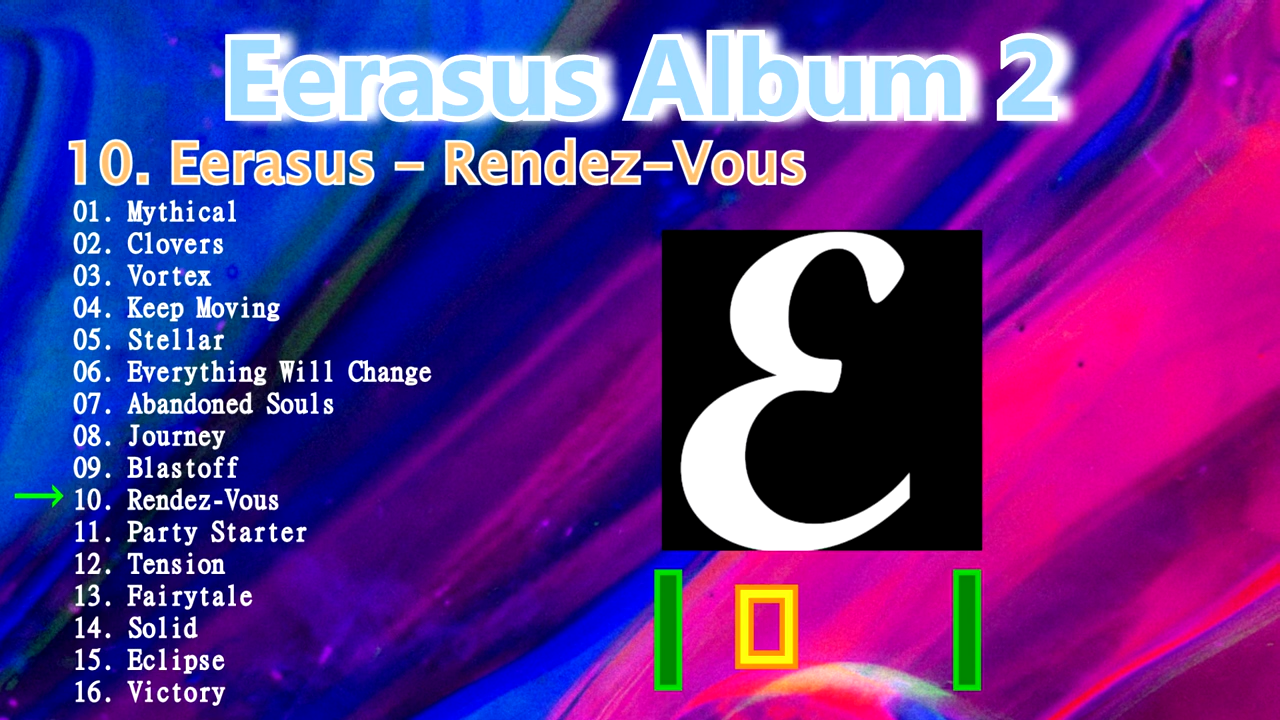 Eerasus Album 2
10. Eerasus - Rendez-Vous
01. Mythical
02. Clovers
03. Vortex
04. Keep Moving
05. Stellar
06. Everything Will Change
07. Abandoned Souls
08. Journey
09. Blastoff
→ 10. Rendez-Vous
11. Party Starter
12. Tension
13. Fairytale
14. Solid
15. Eclipse
16. Victory
ℰ